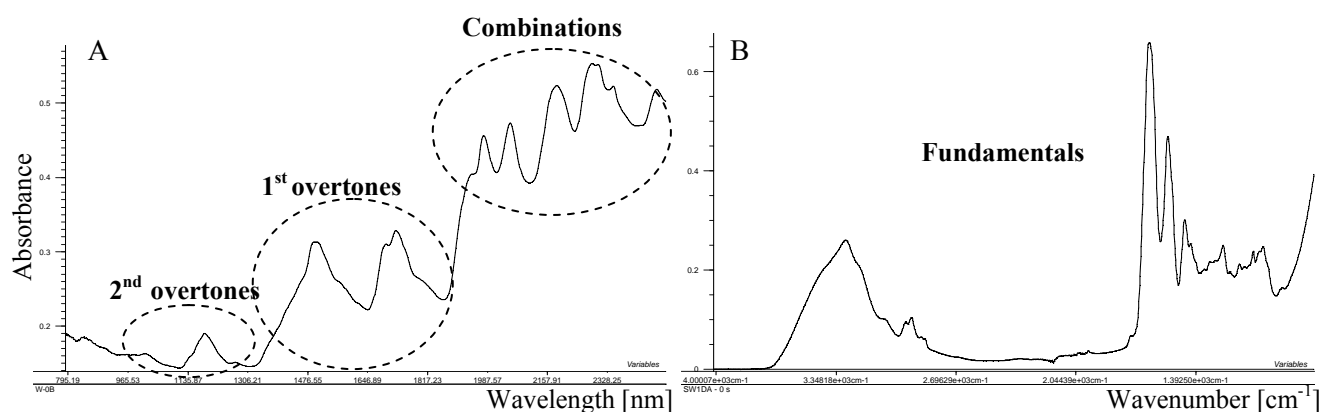 Combinations
A
B
0.5
0.6
Fundamentals
1st overtones
0.4
0.4
Absorbance
0.3
0.2
2nd overtones
0.2
0
Variables
Variables
795.19 965.53 1135.87 1306.21 1476.55 1646.89 1817.23 1987.57 2157.91 2328.25
4.00007e+03cm-1 3.34818e+03cm-1 2.69629e+03cm-1 2.04439e+03cm-1 1.39250e+03cm-1
W-0B
SW1DA - 0 s
Wavelength [nm]
Wavenumber [cm-1]